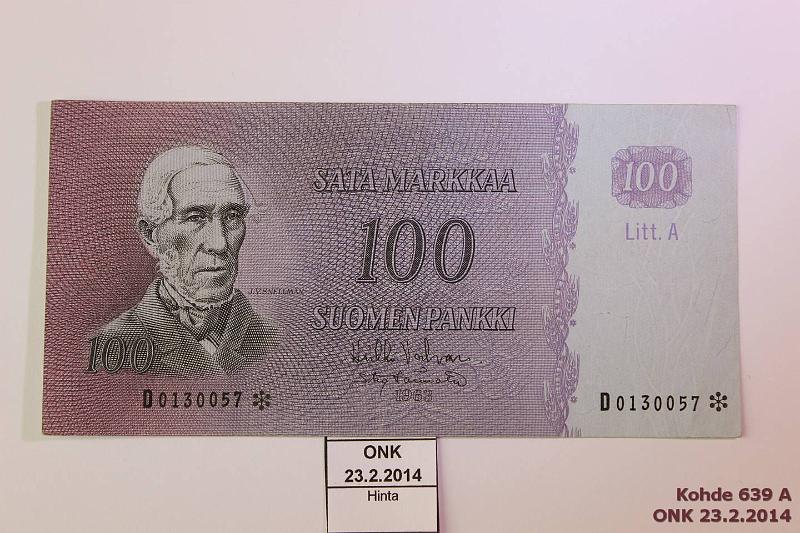 SATA MARKKAA
100
Litt. A
100
J.V.SNELLMAN
SUOMEN PANKKI
100
1963
D0130057*
D0130057*
ONK
23.2.2014
Hinta
Kohde 639 A
ONK 23.2.2014